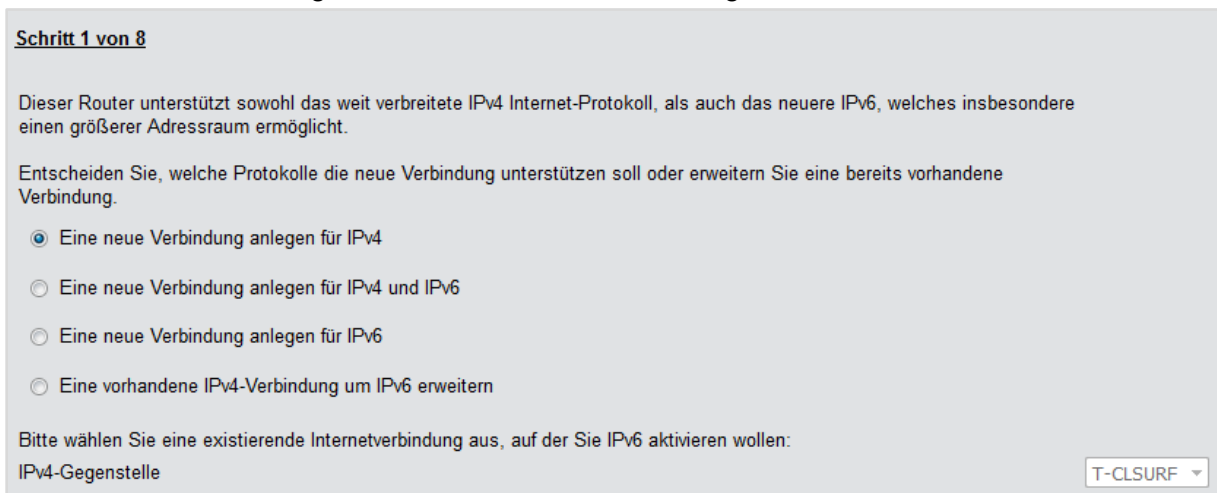 Schritt 1 von 8
Dieser Router unterstützt sowohl das weit verbreitete IPv4 Internet-Protokoll, als auch das neuere IPv6, welches insbesondere
einen größerer Adressraum ermöglicht.
Entscheiden Sie, welche Protokolle die neue Verbindung unterstützen soll oder erweitern Sie eine bereits vorhandene
Verbindung.
Eine neue Verbindung anlegen für IPv4
Eine neue Verbindung anlegen für IPv4 und IPv6
Eine neue Verbindung anlegen für IPv6
Eine vorhandene IPv4-Verbindung um IPv6 erweitern
Bitte wählen Sie eine existierende Internetverbindung aus, auf der Sie IPv6 aktivieren wollen:
IPv4-Gegenstelle T-CLSURF